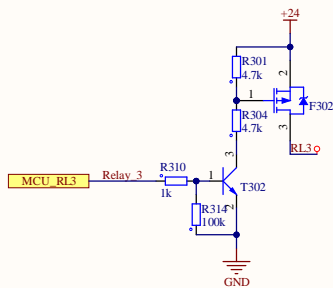 +24
R301
4.7k
2
1
F302
R304
4.7k
3
RL3
3
R310
MCU_RL3
Relay_3
1
T302
1k
2
R314
100k
GND